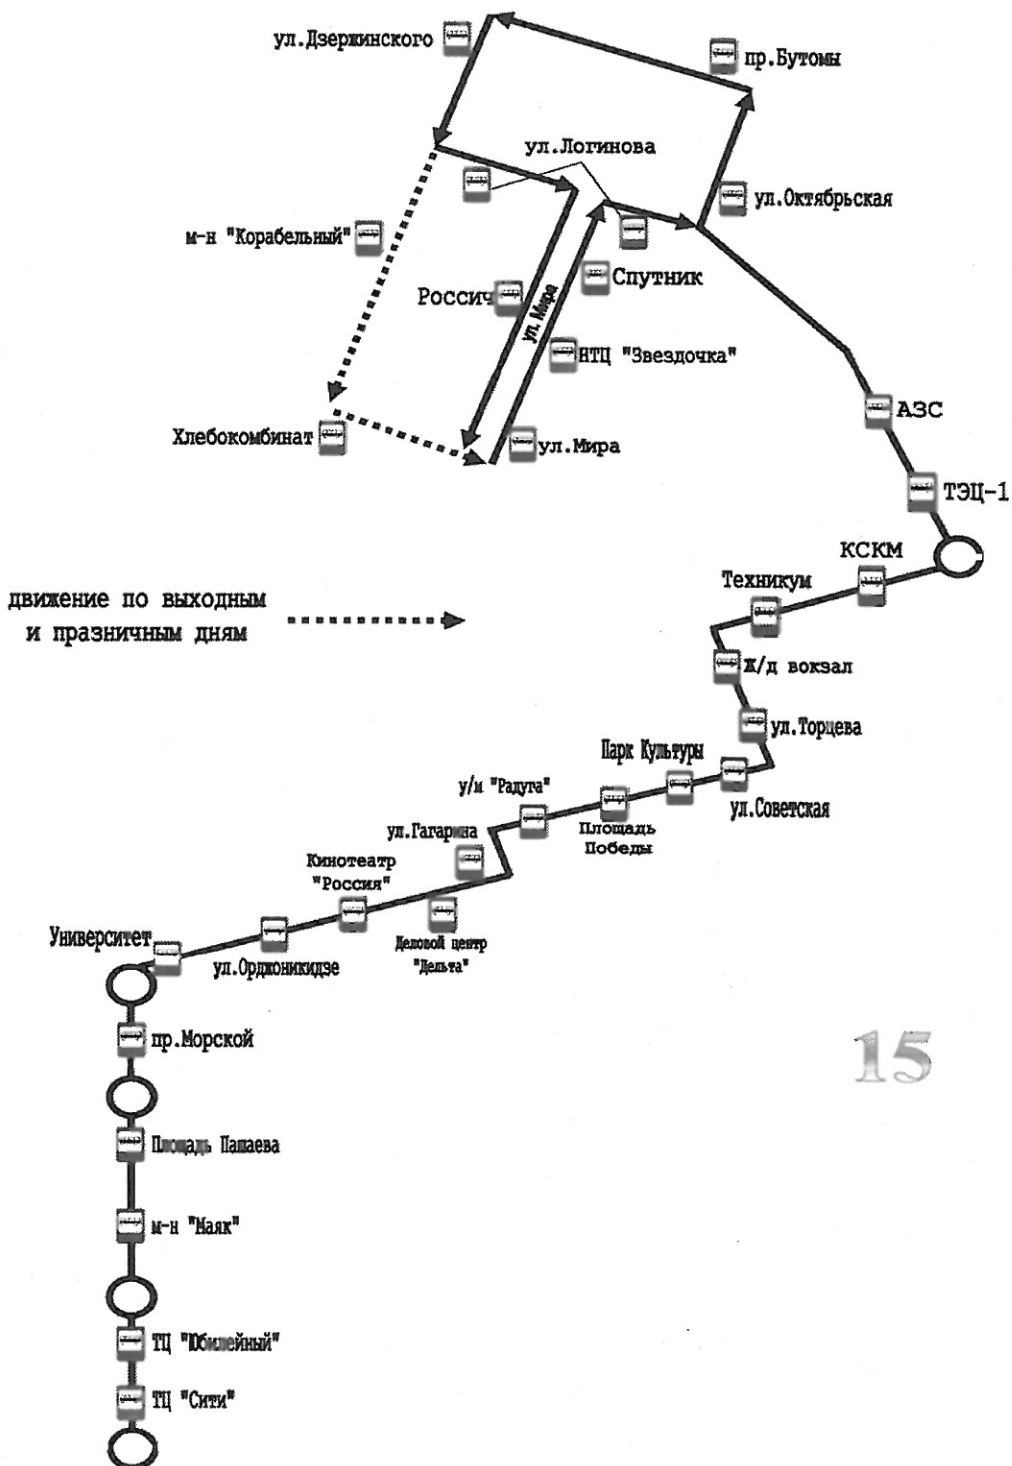 ул.Дзержинского
пр.Бутомы
ул.Логинова
ул.Октябрьская
м-н "Корабельный"
Россич
ул. Мира
Спутник
НТЦ "Звездочка"
АЗС
Хлебокомбинат
ул.Мира
ТЭЦ-1
КСКМ
Техникум
движение по выходным
и празничным дням
Ж/д вокзал
ул.Торцева
Парк Культуры
у/м "Радуга"
ул.Советская
Площадь
Победы
ул.Гагарина
Кинотеатр
"Россия"
Деловой центр
"Дельта"
Университет
ул.Орджоникидзе
пр.Морской
15
Площадь Пашаева
м-н "Маяк"
ТЦ "Юбилейный"
ТЦ "Сити"